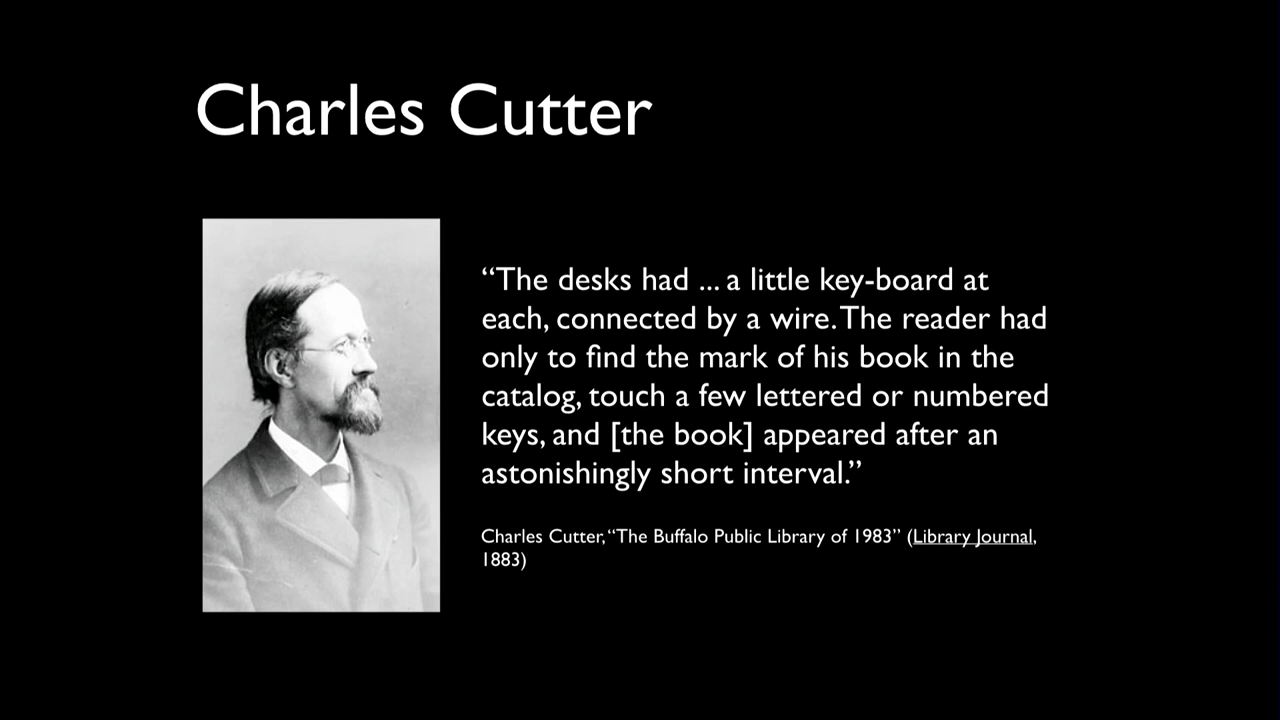 Charles Cutter
“The desks had ... a little key-board at
each, connected by a wire. The reader had
only to find the mark of his book in the
catalog, touch a few lettered or numbered
keys, and [the book] appeared after an
astonishingly short interval.”
Charles Cutter, “The Buffalo Public Library of 1983” (Library Journal,
1883)